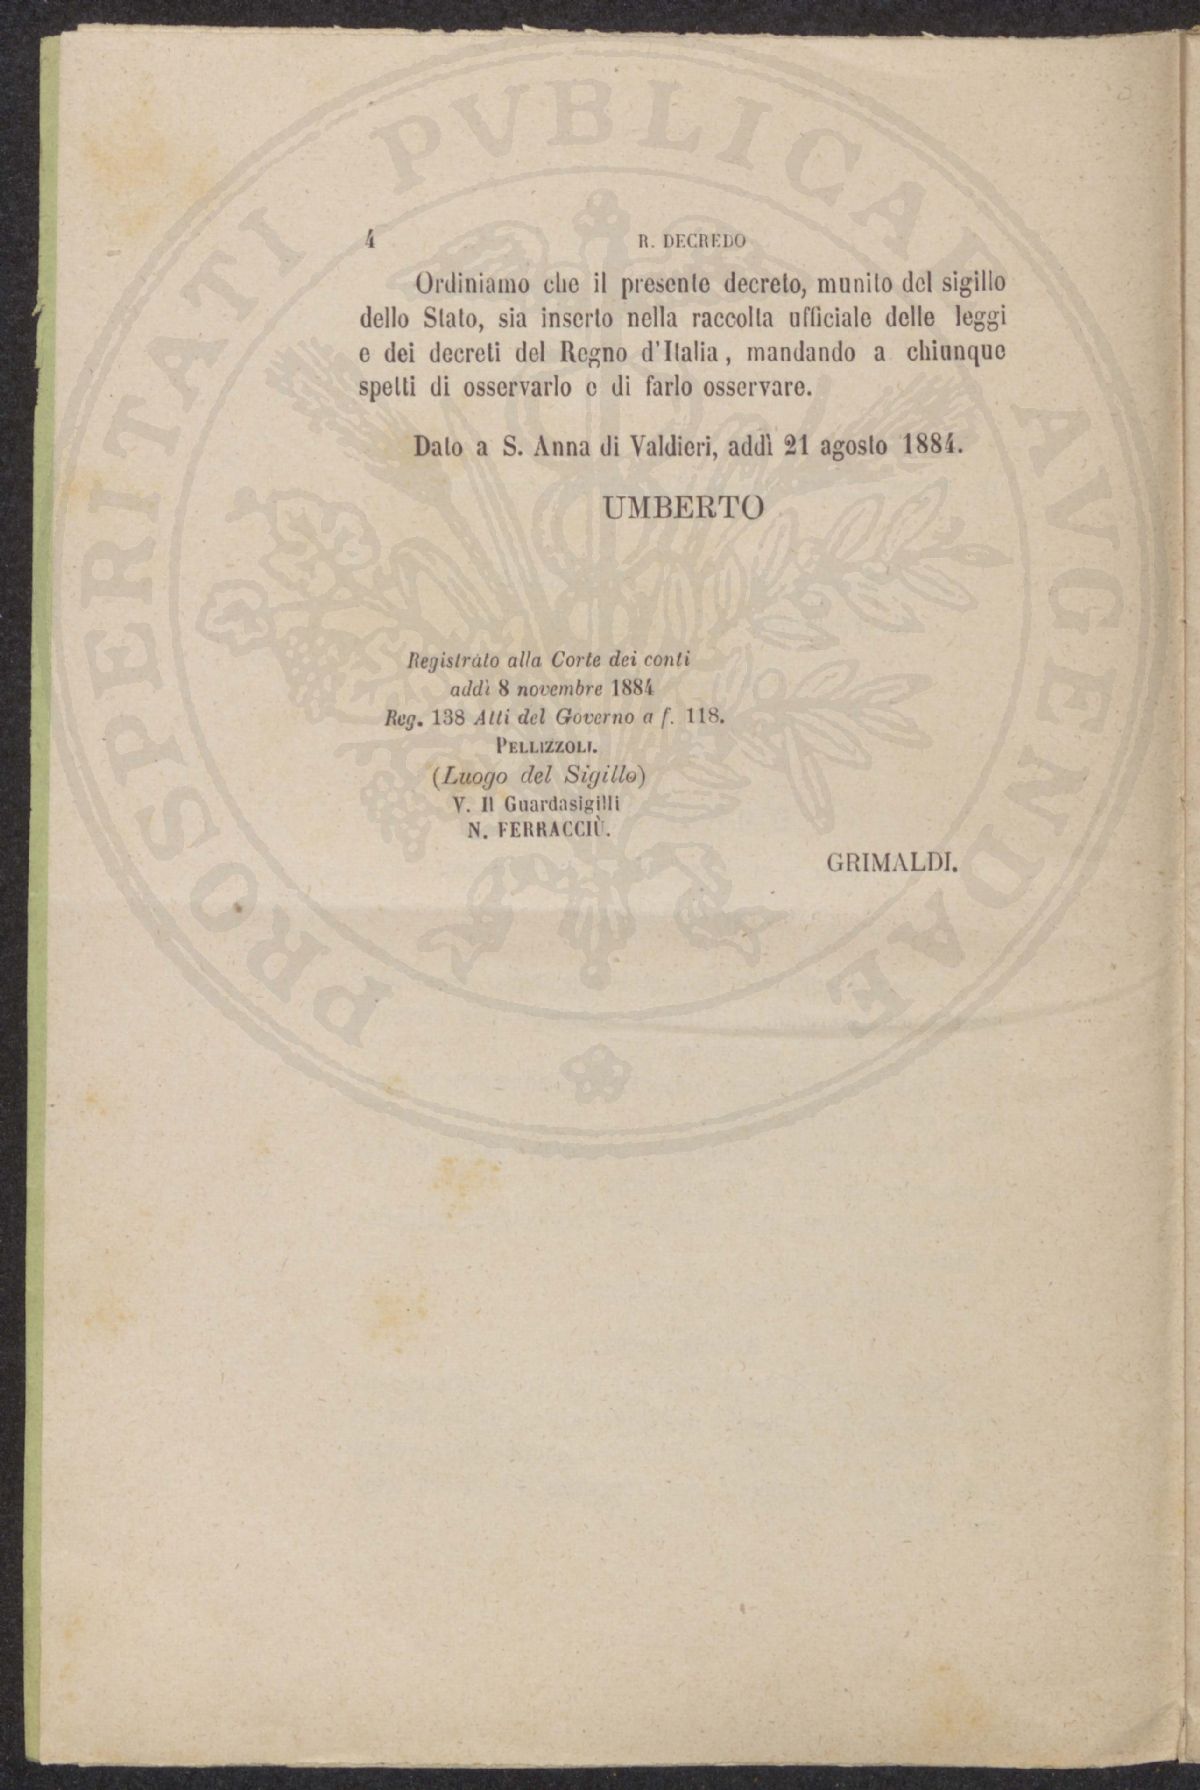 4 R. DECREDO
Ordiniamo che il presente decreto, munito del sigillo
dello Stato, sia inserto nella raccolta ufficiale delle leggi
e dei decreti del Regno d'Italia, mandando a chiunque
spetti di osservarlo e di farlo osservare.
Dato a S. Anna di Valdieri, addì 21 agosto 1884.
UMBERTO
Registrato alla Corte dei conti
addì 8 novembre 1884
Reg. 138 Atti del Governo a f. 118.
PELLIZZOLI.
(Luogo del Sigillo)
V. Il Guardasigilli
N. FERRACCIÙ.
GRIMALDI.
PROSPERITATI PVBLICAE AVGENDAE